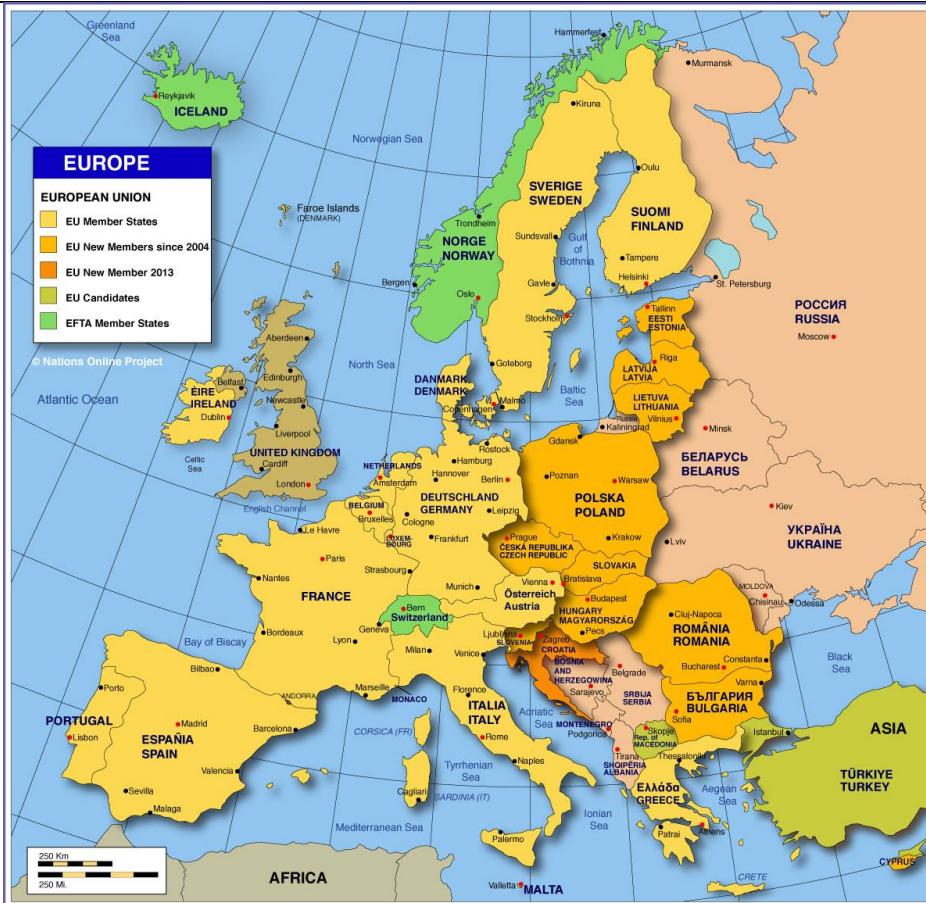 Greenland
Sea
Hammerfest
Murmansk
Reykjavik
ICELAND
Kiruna
Norwegian Sea
EUROPE
EUROPEAN UNION
EU Member States
EU New Members since 2004
EU New Member 2013
EU Candidates
EFTA Member States
© Nations Online Project
Oulu
SVERIGE
SWEDEN
SUOMI
FINLAND
Faroe Islands
(DENMARK)
Trondheim
NORGE
NORWAY
Sundsvall
Gulf
of
Bothnia
Tampere
Helsinki
St. Petersburg
Bergen
Oslo
Gavle
Stockholm
Tallinn
EESTI
ESTONIA
РОССИЯ
RUSSIA
Moscow
Aberdeen
North Sea
Goteborg
Riga
LATVIJA
LATVIA
Edinburgh
Belfast
DANMARK
DENMARK
Copenhagen
Malmö
Baltic
Sea
LIETUVA
LITHUANIA
Vilnius
Russia
Kaliningrad
Minsk
Atlantic Ocean
ÉIRE
IRELAND
Dublin
Newcastle
Liverpool
UNITED KINGDOM
Cardiff
London
Celtic
Sea
English Channel
БЕЛАРУСЬ
BELARUS
Gdansk
Rostock
Hamburg
NETHERLANDS
Amsterdam
Hannover
Berlin
Poznan
Warsaw
DEUTSCHLAND
GERMANY
Leipzig
POLSKA
POLAND
Kiev
BELGIUM
Bruxelles
Cologne
LUXEM-
BOURG
Frankfurt
Prague
ČESKÁ REPUBLIKA
CZECH REPUBLIC
Krakow
Lviv
УКРАЇНА
UKRAINE
Le Havre
Paris
Strasbourg
SLOVAKIA
Nantes
FRANCE
Munich
Vienna
Bratislava
Österreich
Austria
Budapest
HUNGARY
MAGYARORSZÁG
MOLDOVA
Chisinau
Odessa
Bern
Switzerland
Geneva
Bay of Biscay
Bordeaux
Lyon
Milan
Venice
Ljubljana
SLOVENIA
Zagreb
CROATIA
Pecs
Cluj-Napoca
ROMÂNIA
ROMANIA
Bucharest
Constanta
Black
Sea
Bilbao
Marseille
MONACO
ANDORRA
Florence
BOSNIA
AND
HERZEGOWINA
Sarajevo
Belgrade
SRBIJA
SERBIA
Varna
БЪЛГАРИЯ
BULGARIA
Sofia
Porto
PORTUGAL
Lisbon
Madrid
ESPAÑIA
SPAIN
Barcelona
CORSICA (FR)
ITALIA
ITALY
Rome
Adriatic
Sea
MONTENEGRO
Podgorica
Skopje
Rep. of
MACEDONIA
Tirana
SHQIPËRIA
ALBANIA
Thessaloniki
Istanbul
ASIA
Valencia
Sevilla
Malaga
Tyrrhenian
Sea
Naples
Cagliari
SARDINIA (IT)
Ελλάδα
GREECE
Aegean
Sea
TÜRKIYE
TURKEY
Mediterranean Sea
Palermo
Ionian
Sea
Patrai
Athens
250 Km
250 Mi.
AFRICA
Valletta
MALTA
CRETE
CYPRUS